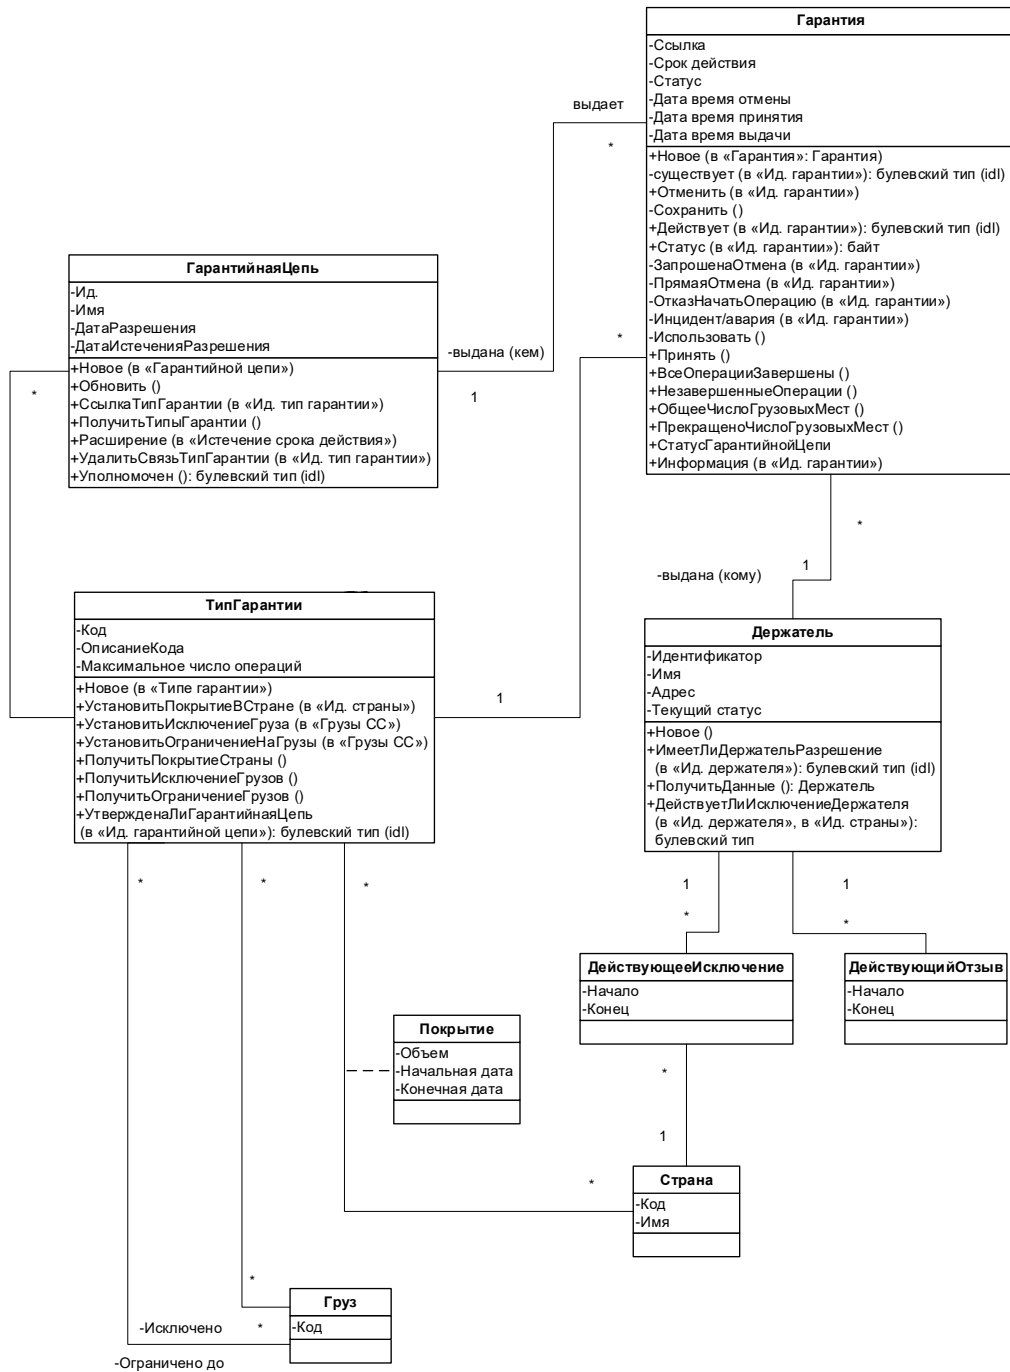 Гарантия
-Ссылка
-Срок действия
-Статус
-Дата время отмены
-Дата время принятия
-Дата время выдачи
+Новое (в «Гарантия»: Гарантия)
-существует (в «Ид. гарантии»): булевский тип (idl)
+Отменить (в «Ид. гарантии»)
-Сохранить ()
+Действует (в «Ид. гарантии»): булевский тип (idl)
+Статус (в «Ид. гарантии»): байт
-ЗапрошенаОтмена (в «Ид. гарантии»)
-ПрямаяОтмена (в «Ид. гарантии»)
-ОтказНачатьОперацию (в «Ид. гарантии»)
-Инцидент/авария (в «Ид. гарантии»)
-Использовать ()
+Принять ()
+ВсеОперацииЗавершены ()
+НезавершенныеОперации ()
+ОбщееЧислоГрузовыхМест ()
+ПрекращеноЧислоГрузовыхМест ()
+СтатусГарантийнойЦепи
+Информация (в «Ид. гарантии»)
выдает
*
ГарантийнаяЦепь
-Ид.
-Имя
-ДатаРазрешения
-ДатаИстеченияРазрешения
+Новое (в «Гарантийной цепи»)
+Обновить ()
+СсылкаТипГарантии (в «Ид. тип гарантии»)
+ПолучитьТипыГарантии ()
+Расширение (в «Истечение срока действия»)
+УдалитьСвязьТипГарантии (в «Ид. тип гарантии»)
+Уполномочен (): булевский тип (idl)
*
-выдана (кем)
1
*
*
1
-выдана (кому)
ТипГарантии
-Код
-ОписаниеКода
-Максимальное число операций
+Новое (в «Типе гарантии»)
+УстановитьПокрытиеВСтране (в «Ид. страны»)
+УстановитьИсключениеГруза (в «Грузы СС»)
+УстановитьОграничениеНаГрузы (в «Грузы СС»)
+ПолучитьПокрытиеСтраны ()
+ПолучитьИсключениеГрузов ()
+ПолучитьОграничениеГрузов ()
+УтвержденаЛиГарантийнаяЦепь
(в «Ид. гарантийной цепи»): булевский тип (idl)
1
Держатель
-Идентификатор
-Имя
-Адрес
-Текущий статус
+Новое ()
+ИмеетЛиДержательРазрешение
(в «Ид. держателя»): булевский тип (idl)
+ПолучитьДанные (): Держатель
+ДействуетЛиИсключениеДержателя
(в «Ид. держателя», в «Ид. страны»):
булевский тип
*
*
*
1
1
*
*
ДействующееИсключение
-Начало
-Конец
ДействующийОтзыв
-Начало
-Конец
Покрытие
-Объем
-Начальная дата
-Конечная дата
*
1
*
Страна
-Код
-Имя
*
Груз
-Код
-Исключено
*
-Ограничено до